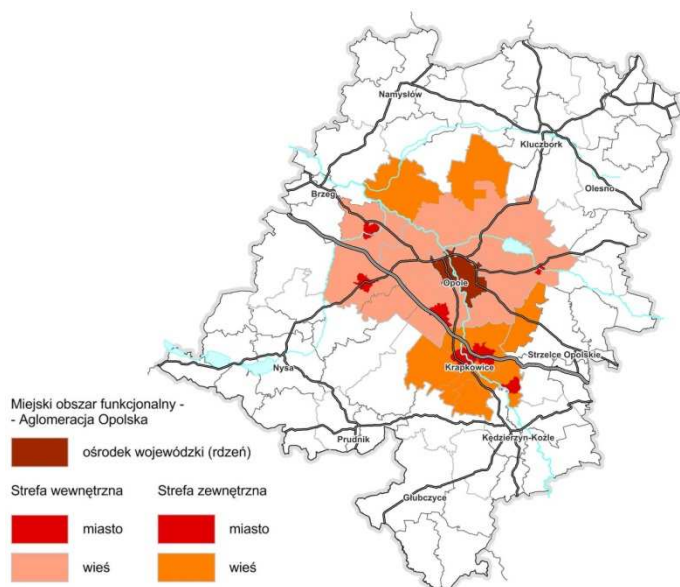 Namysłów
Kluczbork
Olesno
Brzeg
Opole
Strzelce Opolskie
Krapkowice
Nysa
Prudnik
Kędzierzyn-Koźle
Głubczyce
Miejski obszar funkcjonalny -
- Aglomeracja Opolska
ośrodek wojewódzki (rdzeń)
Strefa wewnętrzna Strefa zewnętrzna
miasto miasto
wieś wieś